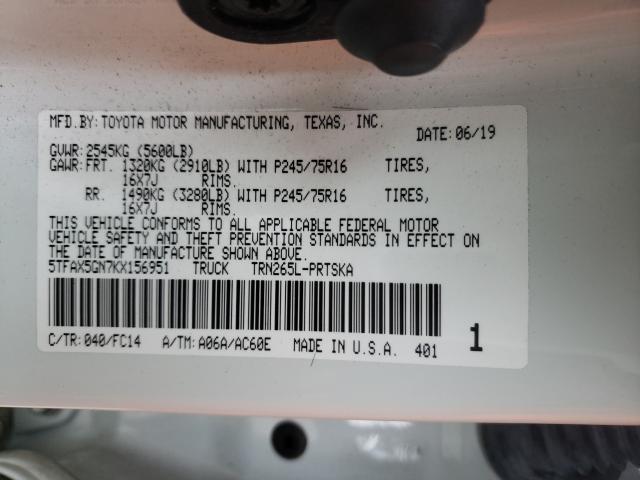 MFD.BY: TOYOTA MOTOR MANUFACTURING, TEXAS, INC.
DATE: 06/19
GVWR: 2545KG (5600LB)
GAWR: FRT. 1320KG (2910LB) WITH P245/75R16 TIRES,
16X7J RIMS.
RR. 1490KG (3280LB) WITH P245/75R16 TIRES,
16X7J RIMS.
THIS VEHICLE CONFORMS TO ALL APPLICABLE FEDERAL MOTOR
VEHICLE SAFETY AND THEFT PREVENTION STANDARDS IN EFFECT ON
THE DATE OF MANUFACTURE SHOWN ABOVE.
5TFAX5GN7KX156951 TRUCK TRN265L-PRTSKA
C/TR: 040/FC14 A/TM: A06A/AC60E MADE IN U.S.A. 401 1